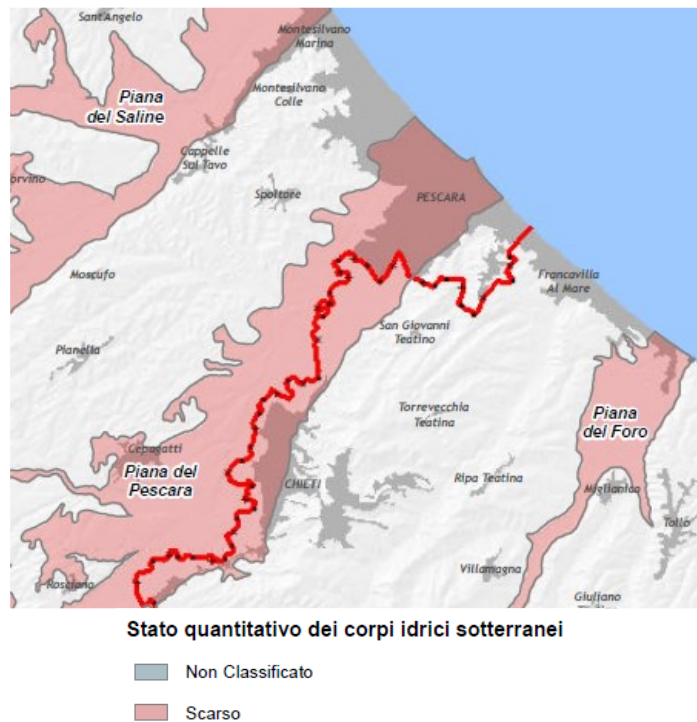 Sant'Angelo
Montesilvano
Marina
Piana
del Saline
Montesilvano
Colle
Cappelle
Sul Tavo
orvino
Spoltore
PESCARA
Moscufo
Francavilla
Al Mare
San Giovanni
Teatino
Pianella
Torrevecchia
Teatina
Piana
del Foro
Cepagatti
Piana del
Pescara
CHIETI
Ripa Teatina
Miglianico
Tollo
Rosciano
Villamagna
Giuliano
Stato quantitativo dei corpi idrici sotterranei
Non Classificato
Scarso